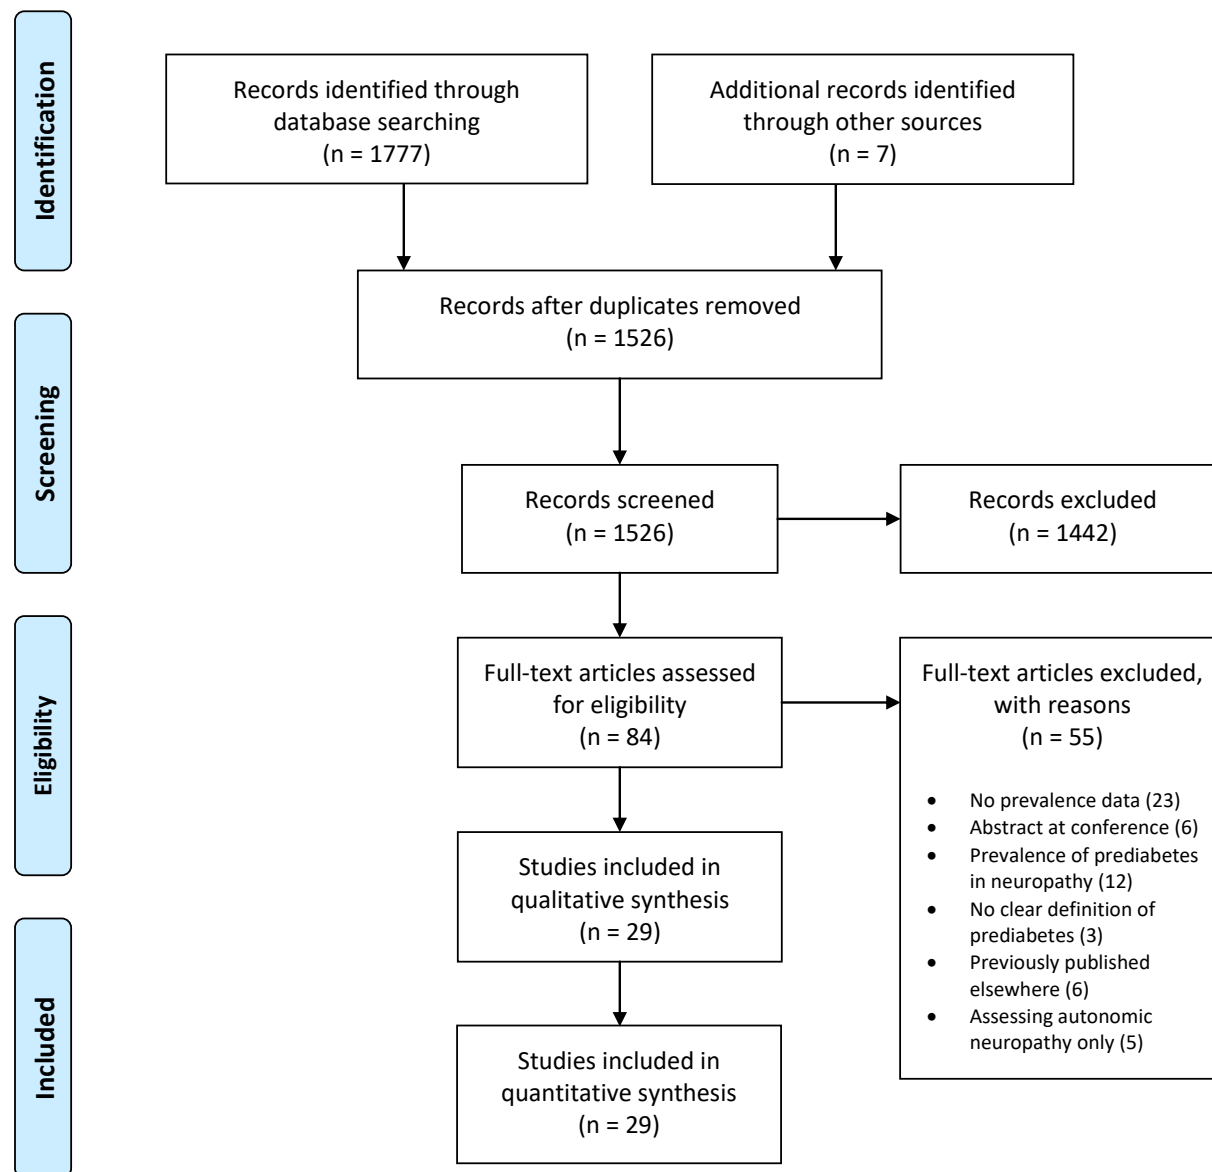 Identification
Records identified through
database searching
(n = 1777)
Additional records identified
through other sources
(n = 7)
Records after duplicates removed
(n = 1526)
Screening
Records screened
(n = 1526)
Records excluded
(n = 1442)
Eligibility
Full-text articles assessed
for eligibility
(n = 84)
Full-text articles excluded,
with reasons
(n = 55)
• No prevalence data (23)
• Abstract at conference (6)
• Prevalence of prediabetes
in neuropathy (12)
• No clear definition of
prediabetes (3)
• Previously published
elsewhere (6)
• Assessing autonomic
neuropathy only (5)
Studies included in
qualitative synthesis
(n = 29)
Included
Studies included in
quantitative synthesis
(n = 29)